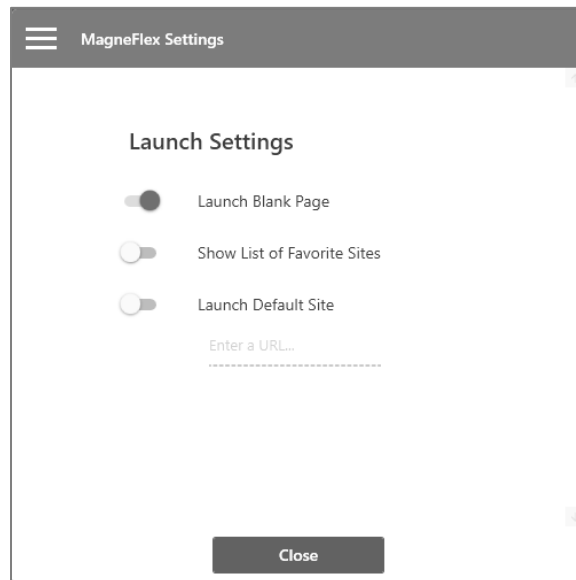 MagneFlex Settings
Launch Settings
Launch Blank Page
Show List of Favorite Sites
Launch Default Site
Enter a URL...
Close